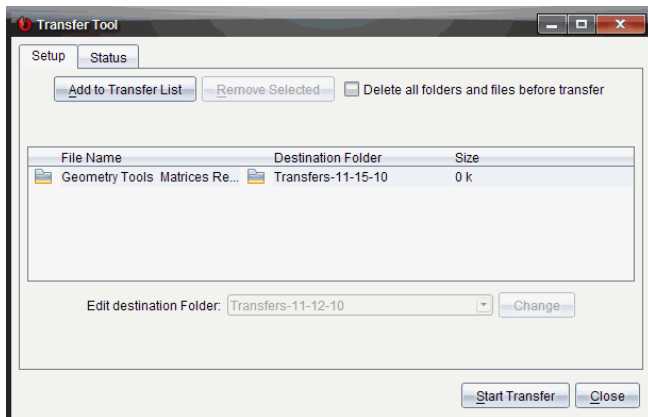 Transfer Tool
Setup Status
Add to Transfer List Remove Selected Delete all folders and files before transfer
File Name Destination Folder Size
Geometry Tools Matrices Re... Transfers-11-15-10 0 k
Edit destination Folder: Transfers-11-12-10 Change
Start Transfer Close